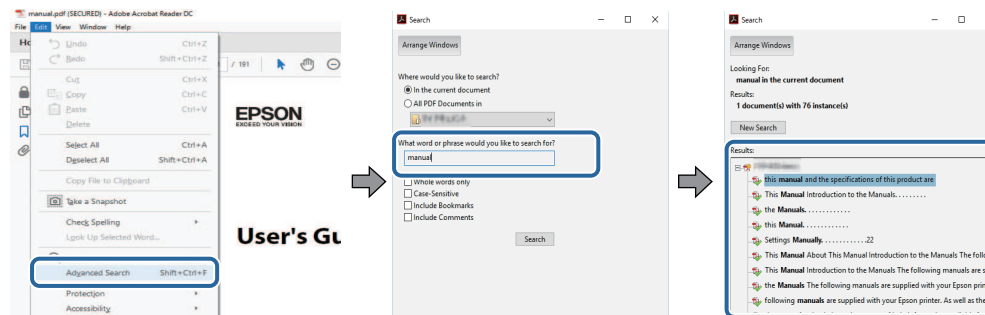 manual.pdf (SECURED) - Adobe Acrobat Reader DC
File Edit View Window Help
Undo Ctrl+Z
Redo Shift+Ctrl+Z
Cut Ctrl+X
Copy Ctrl+C
Paste Ctrl+V
Delete
Select All Ctrl+A
Deselect All Shift+Ctrl+A
Copy File to Clipboard
Take a Snapshot
Check Spelling
Look Up Selected Word...
Advanced Search Shift+Ctrl+F
Protection
Accessibility
/ 191
EPSON
EXCEED YOUR VISION
User's Gu
Search
Arrange Windows
Where would you like to search?
In the current document
All PDF Documents in
What word or phrase would you like to search for?
manual
Whole words only
Case-Sensitive
Include Bookmarks
Include Comments
Search
Search
Arrange Windows
Looking For:
manual in the current document
Results:
1 document(s) with 76 instance(s)
New Search
Results:
this manual and the specifications of this product are
This Manual Introduction to the Manuals. . . . . . . . .
the Manuals. . . . . . . . . . . .
this Manual. . . . . . . . . . . .
Settings Manually. . . . . . . . . . . .22
This Manual About This Manual Introduction to the Manuals The follo
This Manual Introduction to the Manuals The following manuals are s
the Manuals The following manuals are supplied with your Epson prin
following manuals are supplied with your Epson printer. As well as the